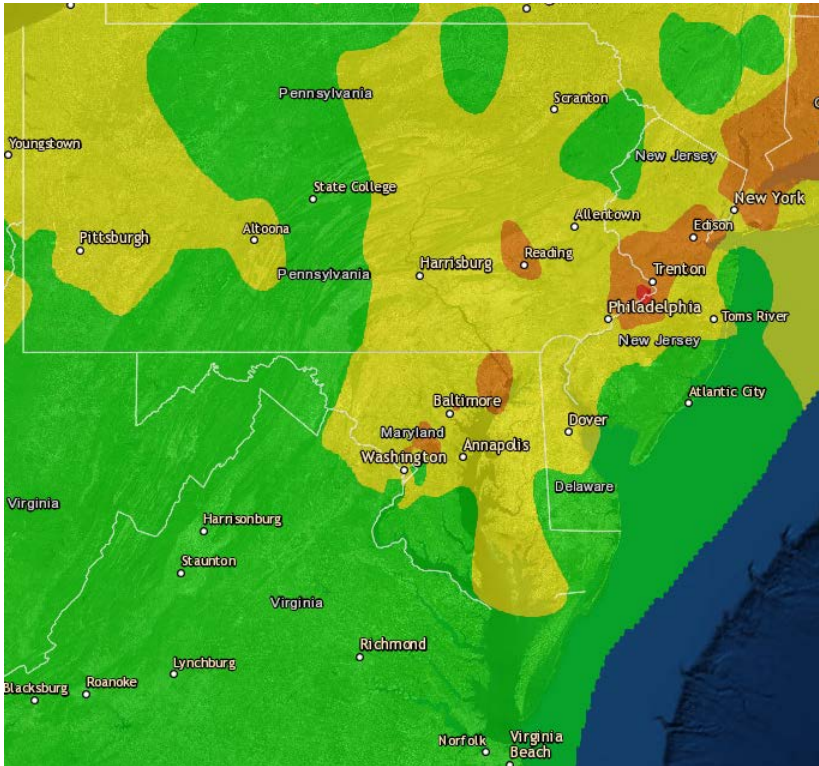 Pennsylvania
Scranton
Youngstown
New Jersey
State College
New York
Allentown
Altoona
Edison
Pittsburgh
Reading
Harrisburg
Pennsylvania
Trenton
Philadelphia
Toms River
New Jersey
Atlantic City
Baltimore
Dover
Maryland
Annapolis
Washington
Delaware
Virginia
Harrisonburg
Staunton
Virginia
Richmond
Lynchburg
Roanoke
Blacksburg
Norfolk
Virginia
Beach